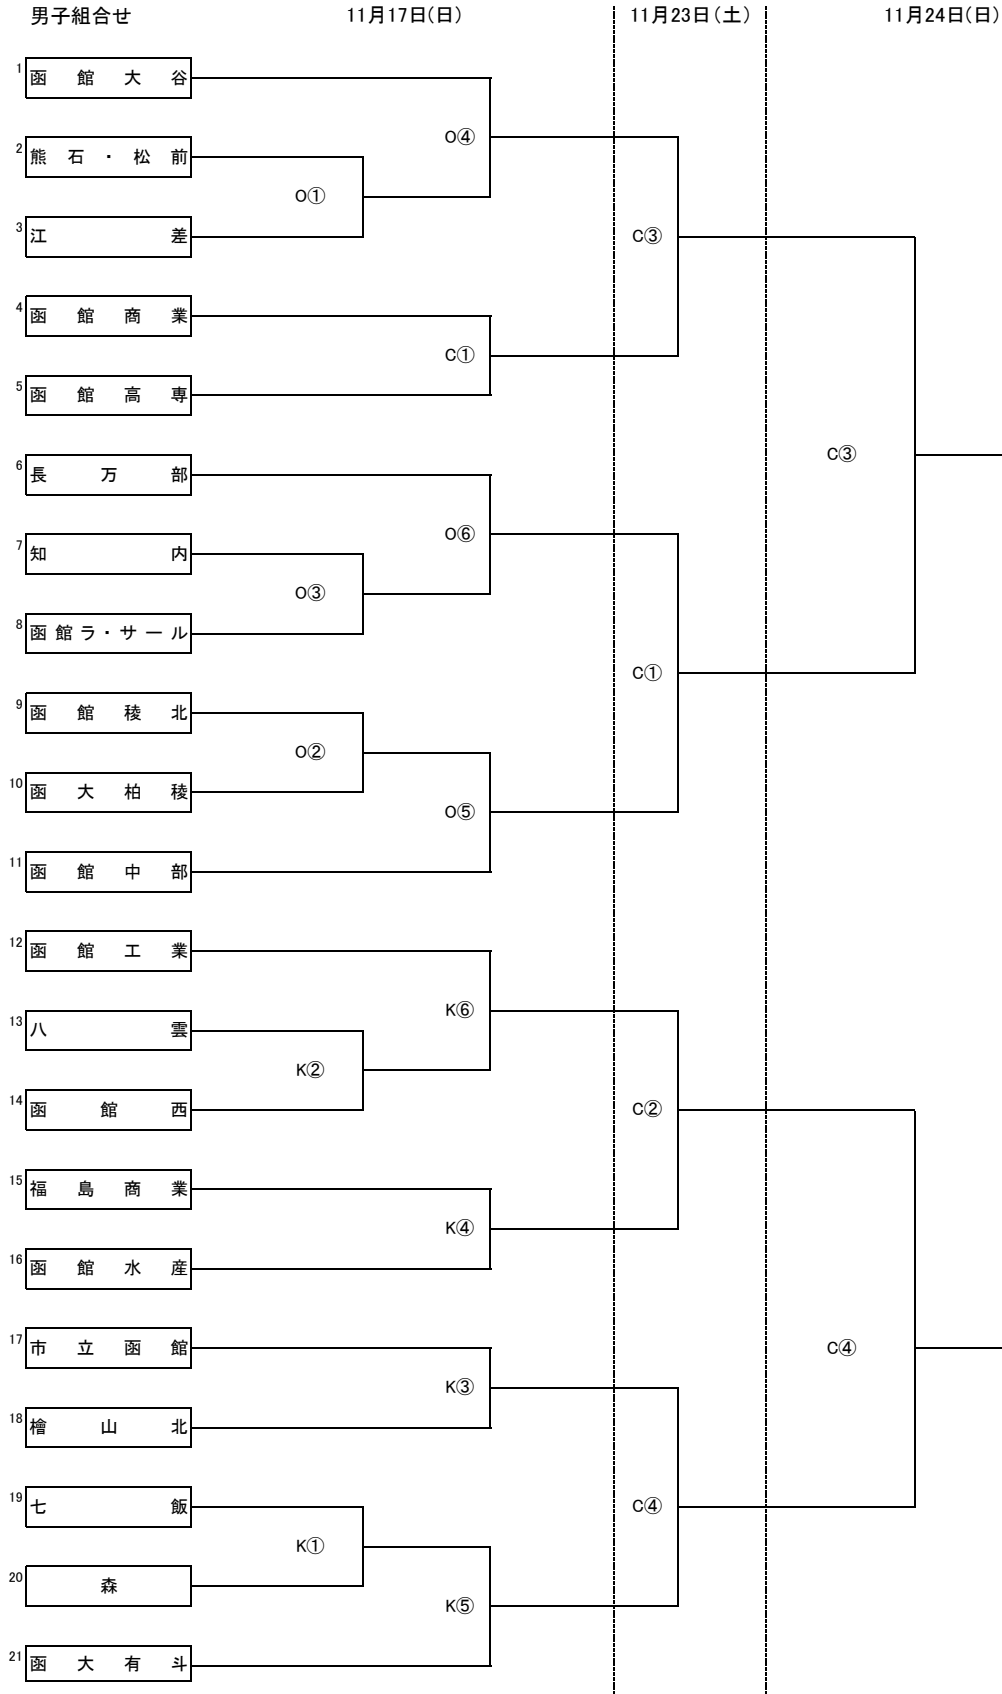 男子組合せ 11月17日(日) 11月23日(土) 11月24日(日)
1 函館大谷
O④
2 熊石・松前
O①
3 江差
C③
4 函館商業
C①
5 函館高専
C③
6 長万部
O⑥
7 知内
O③
8 函館ラ・サール
C①
9 函館稜北
O②
10 函大柏稜
O⑤
11 函館中部
12 函館工業
K⑥
13 八雲
K②
14 函館西
C②
15 福島商業
K④
16 函館水産
17 市立函館
C④
K③
18 檜山北
19 七飯
C④
K①
20 森
K⑤
21 函大有斗